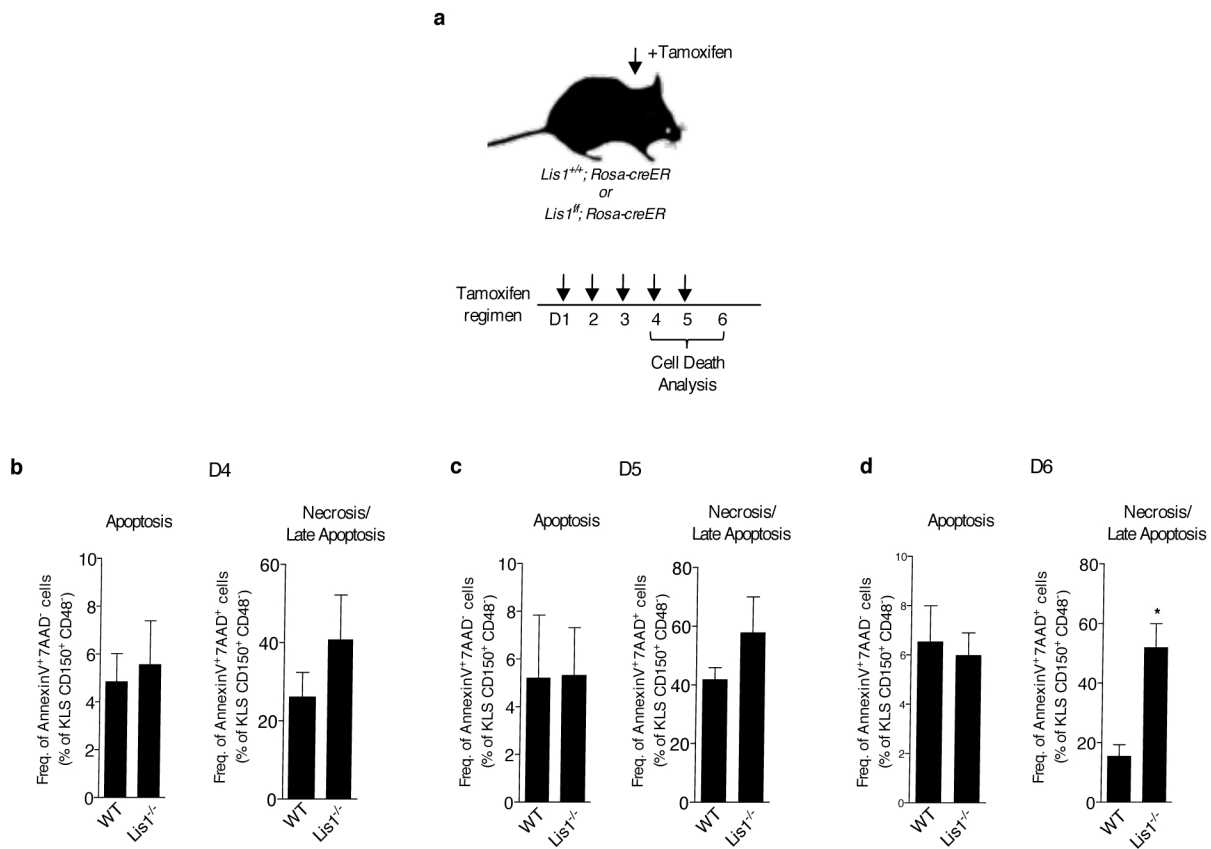 a
+Tamoxifen
Lis1+/+; Rosa-creER
or
Lis1f/f; Rosa-creER
Tamoxifen
regimen
D1 2 3 4 5 6
Cell Death
Analysis
b
D4
Apoptosis
Freq. of AnnexinV+7AAD- cells
(% of KLS CD150+ CD48-)
10
8
6
4
2
0
WT
Lis1-/-
Necrosis/
Late Apoptosis
Freq. of AnnexinV+7AAD+ cells
(% of KLS CD150+ CD48-)
60
40
20
0
WT
Lis1-/-
c
D5
Apoptosis
Freq. of AnnexinV+7AAD- cells
(% of KLS CD150+ CD48-)
10
8
6
4
2
0
WT
Lis1-/-
Necrosis/
Late Apoptosis
Freq. of AnnexinV+7AAD+ cells
(% of KLS CD150+ CD48-)
80
60
40
20
0
WT
Lis1-/-
d
D6
Apoptosis
Freq. of AnnexinV+7AAD- cells
(% of KLS CD150+ CD48-)
10
8
6
4
2
0
WT
Lis1-/-
Necrosis/
Late Apoptosis
Freq. of AnnexinV+7AAD+ cells
(% of KLS CD150+ CD48-)
80
60
40
20
0
*
WT
Lis1-/-